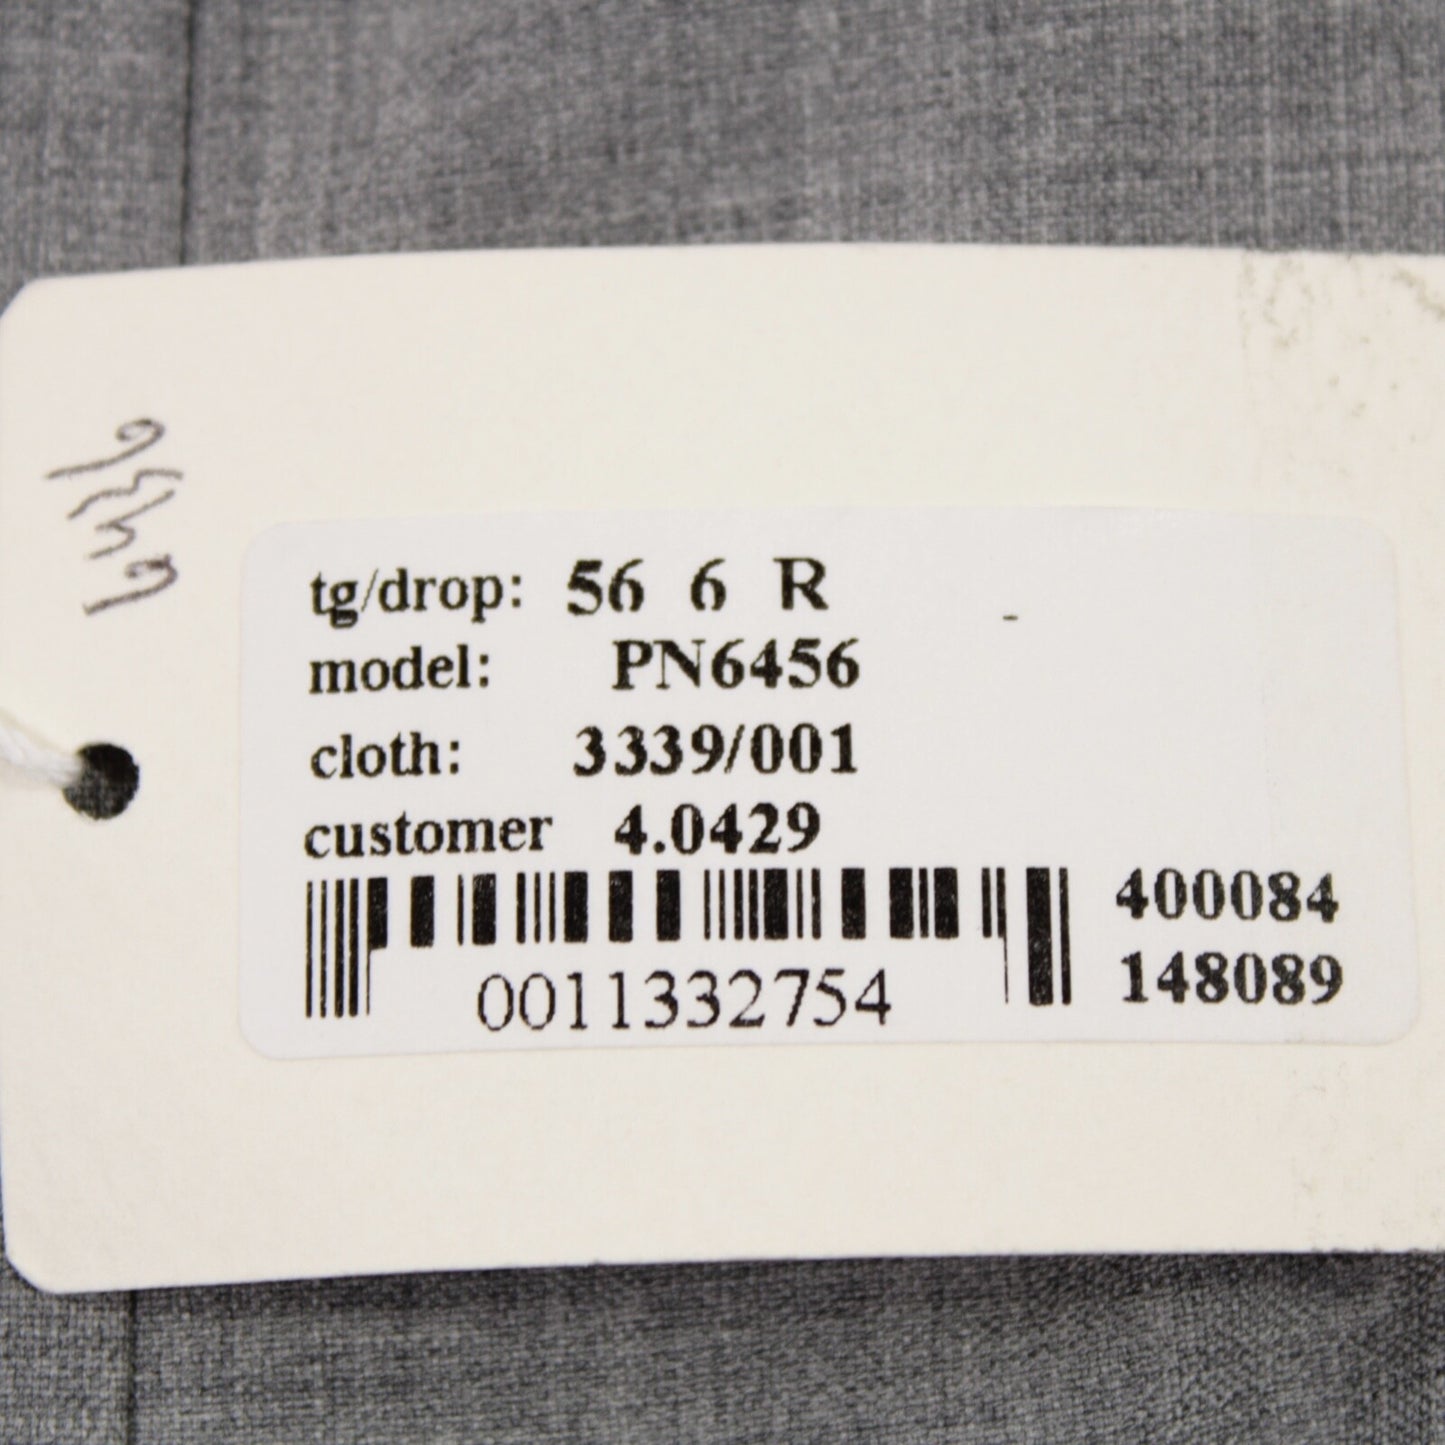 tg/drop: 56 6 R -
model: PN6456
cloth: 3339/001
customer 4.0429
400084
0011332754
148089